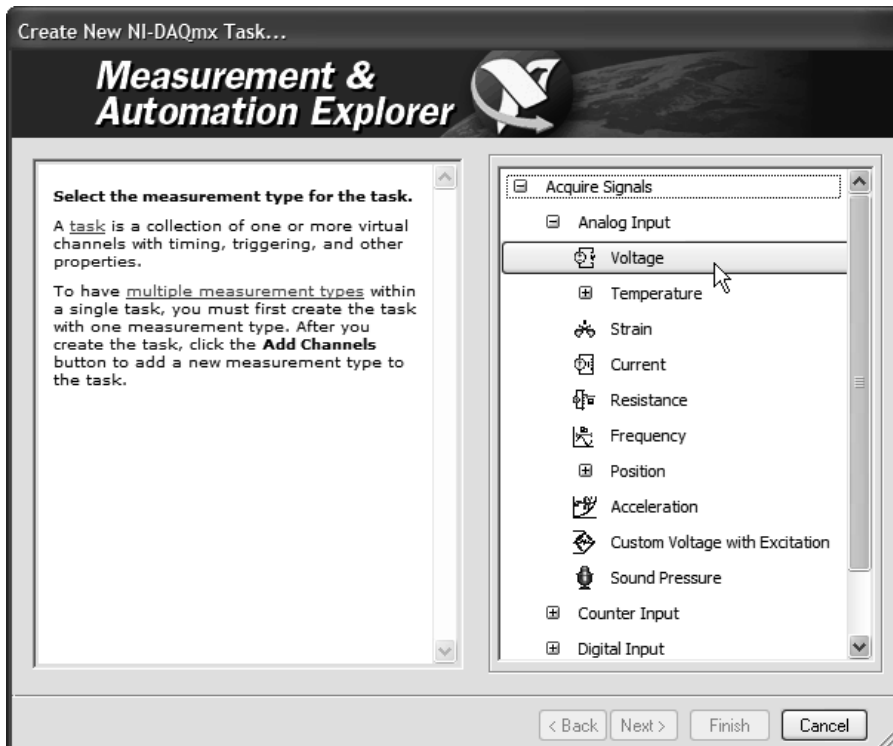 Create New NI-DAQmx Task...
Measurement &
Automation Explorer
Select the measurement type for the task.
A task is a collection of one or more virtual
channels with timing, triggering, and other
properties.
To have multiple measurement types within
a single task, you must first create the task
with one measurement type. After you
create the task, click the Add Channels
button to add a new measurement type to
the task.
Acquire Signals
Analog Input
Voltage
Temperature
Strain
Current
Resistance
Frequency
Position
Acceleration
Custom Voltage with Excitation
Sound Pressure
Counter Input
Digital Input
< Back Next > Finish Cancel